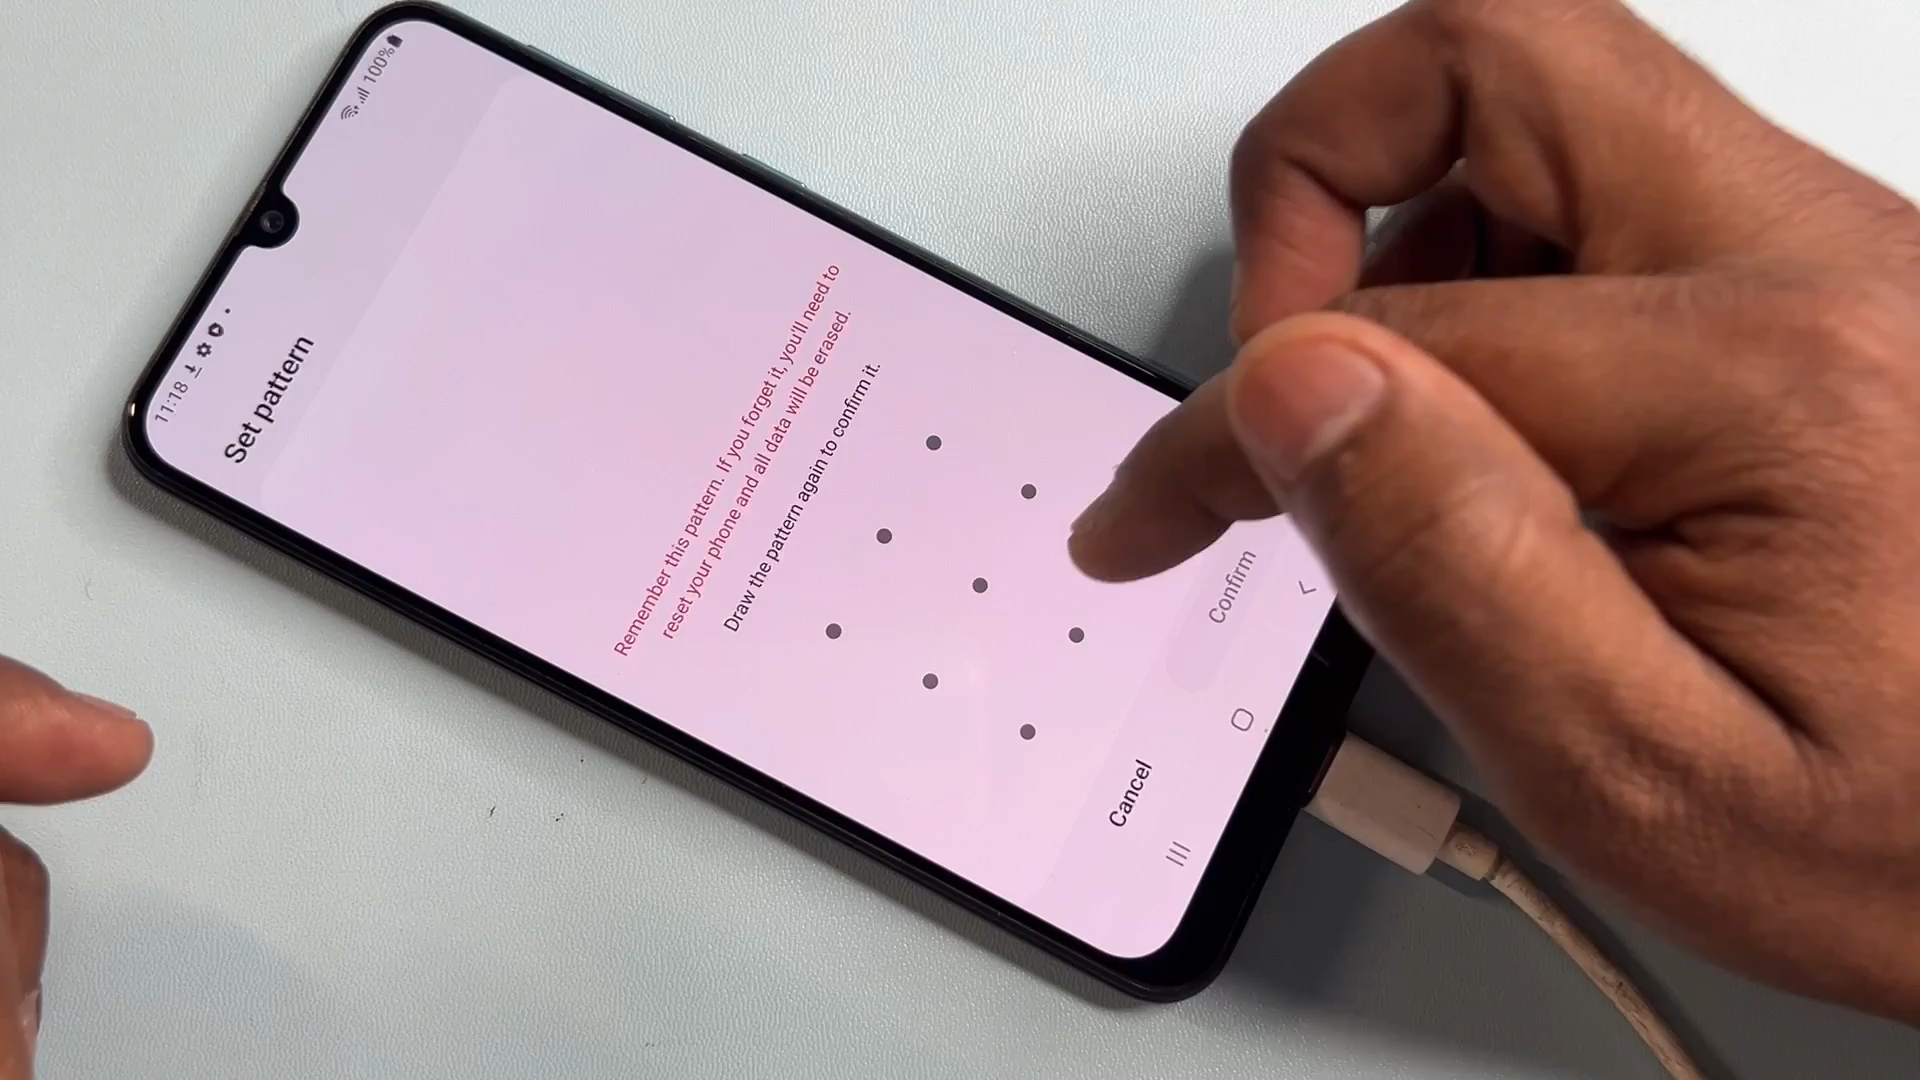 11:18
100%
Set pattern
Remember this pattern. If you forget it, you'll need to
reset your phone and all data will be erased.
Draw the pattern again to confirm it.
Cancel
Confirm